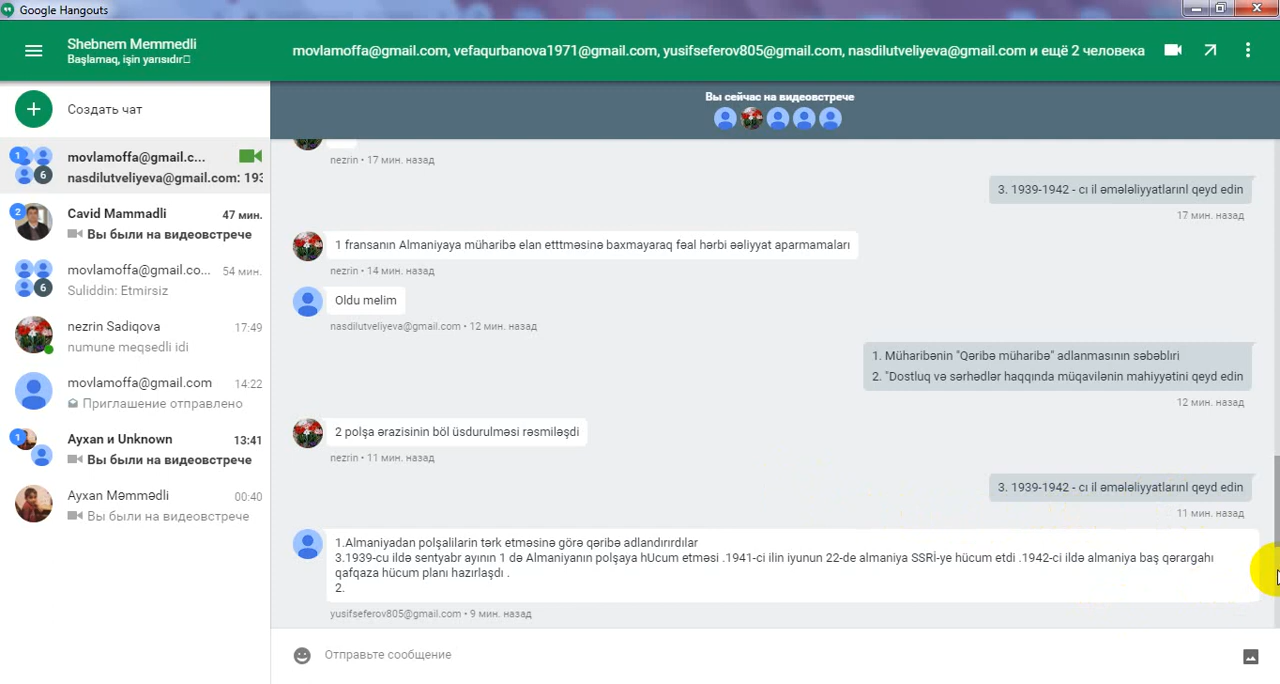 Google Hangouts
Shebnem Memmedli
Başlamaq, işin yarısıdır
movlamoffa@gmail.com, vefaqurbanova1971@gmail.com, yusifseferov805@gmail.com, nasdilutveliyeva@gmail.com и ещё 2 человека
Создать чат
1
6
movlamoffa@gmail.c...
nasdilutveliyeva@gmail.com: 193
2
Cavid Mammadli
47 мин.
Вы были на видеовстрече
6
movlamoffa@gmail.co...
54 мин.
Suliddin: Etmirsiz
nezrin Sadiqova
17:49
numune meqsedli idi
movlamoffa@gmail.com
14:22
Приглашение отправлено
1
Ayxan и Unknown
13:41
Вы были на видеовстрече
Ayxan Məmmədli
00:40
Вы были на видеовстрече
Вы сейчас на видеовстрече
nezrin • 17 мин. назад
3. 1939-1942 - cı il əmələliyyatlarınl qeyd edin
17 мин. назад
1 fransanın Almaniyaya müharibə elan etttməsinə baxmayaraq fəal hərbi əəliyyat aparmamaları
nezrin • 14 мин. назад
Oldu melim
nasdilutveliyeva@gmail.com • 12 мин. назад
1. Müharibənin "Qəribə müharibə" adlanmasının səbəblıri
2. "Dostluq və sərhədlər haqqında müqavilənin mahiyyətini qeyd edin
12 мин. назад
2 polşa ərazisinin böl üsdurulməsi rəsmiləşdi
nezrin • 11 мин. назад
3. 1939-1942 - cı il əmələliyyatlarınl qeyd edin
11 мин. назад
1.Almaniyadan polşalilarin tərk etməsinə görə qəribə adlandırırdılar
3.1939-cu ildə sentyabr ayının 1 də Almaniyanın polşaya hUcum etməsi .1941-ci ilin iyunun 22-de almaniya SSRİ-ye hücum etdi .1942-ci ildə almaniya baş qərargahı
qafqaza hücum planı hazırlaşdı .
2.
yusifseferov805@gmail.com • 9 мин. назад
Отправьте сообщение